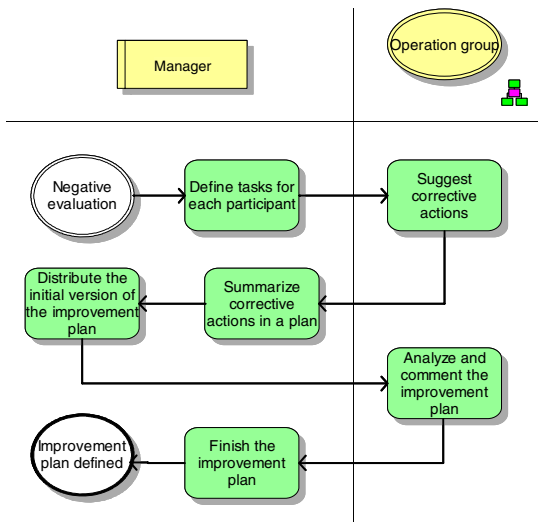 Manager
Operation group
Negative
evaluation
Define tasks for
each participant
Suggest
corrective
actions
Distribute the
initial version of
the improvement
plan
Summarize
corrective
actions in a plan
Analyze and
comment the
improvement
plan
Improvement
plan defined
Finish the
improvement
plan